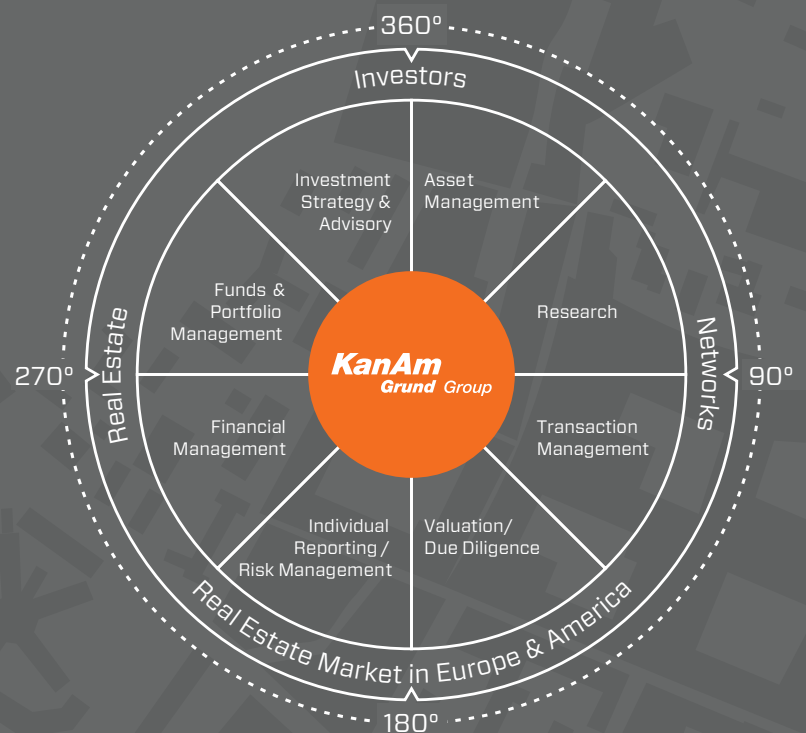 360°
Investors
Investment
Strategy &
Advisory
Asset
Management
Funds &
Portfolio
Management
Research
KanAm
Grund Group
Real Estate
Networks
270°
90°
Financial
Management
Transaction
Management
Individual
Reporting /
Risk Management
Valuation/
Due Diligence
Real Estate Market in Europe & America
180°